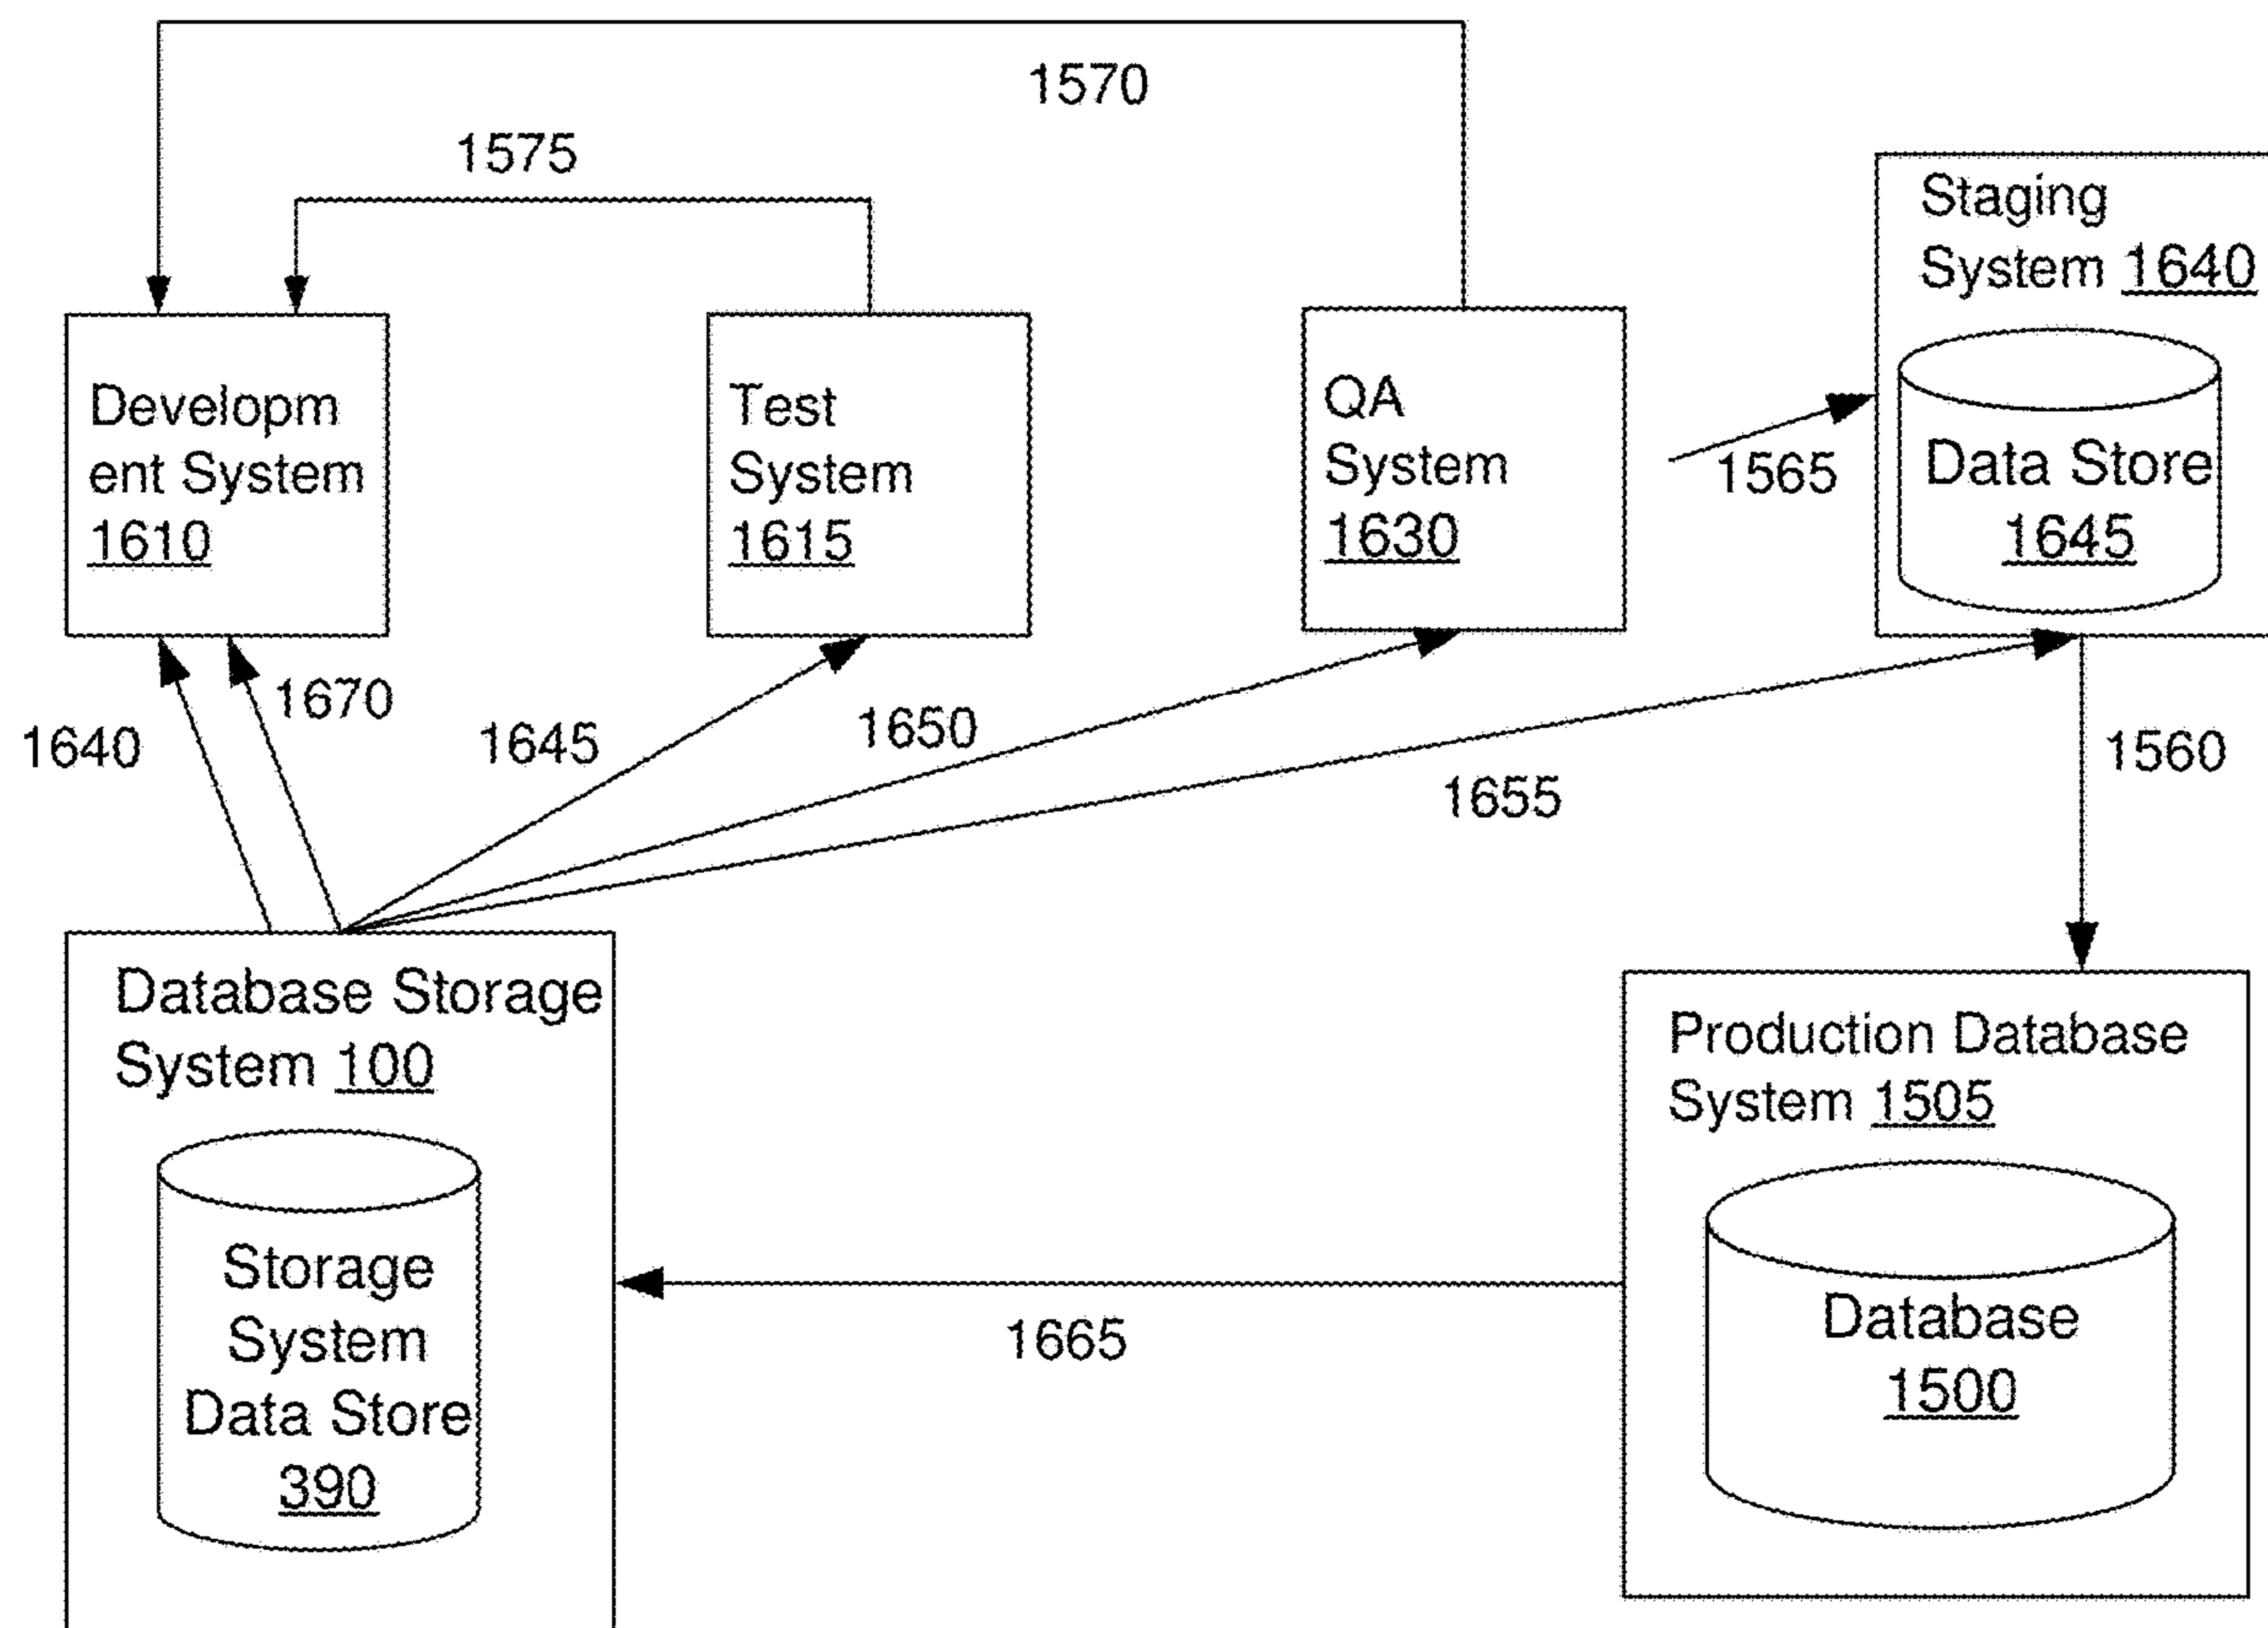 1570
1575
Staging
System 1640
Data Store
1645
Developm
ent System
1610
Test
System
1615
QA
System
1630
1565
1640
1670
1645
1650
1655
1560
Database Storage
System 100
Storage
System
Data Store
390
1665
Production Database
System 1505
Database
1500